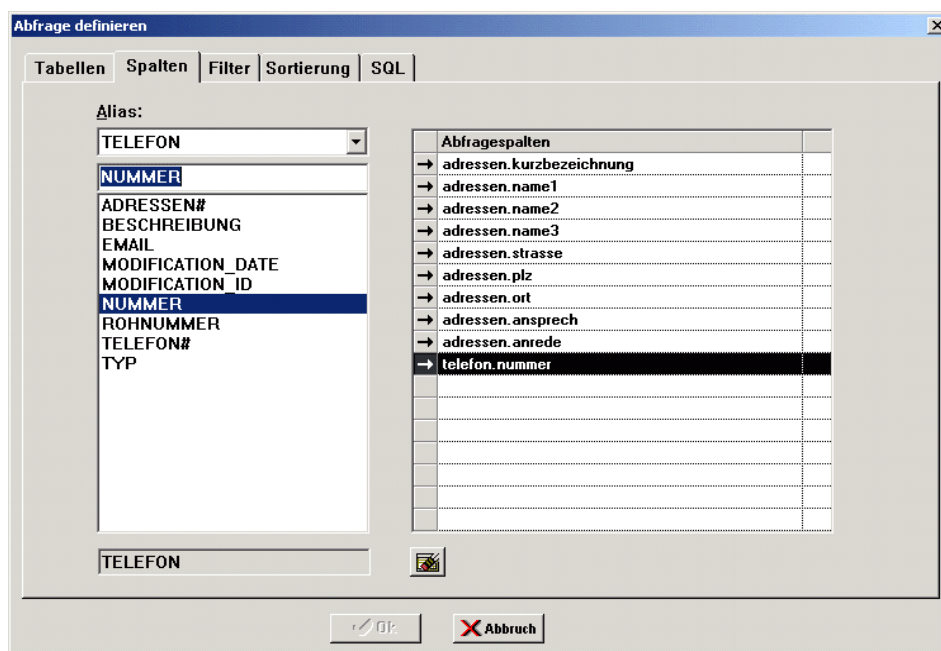 Abfrage definieren
Tabellen
Spalten
Filter
Sortierung
SQL
Alias:
TELEFON
NUMMER
ADRESSEN#
BESCHREIBUNG
EMAIL
MODIFICATION_DATE
MODIFICATION_ID
NUMMER
ROHNUMMER
TELEFON#
TYP
TELEFON
Abfragespalten
adressen.kurzbezeichnung
adressen.name1
adressen.name2
adressen.name3
adressen.strasse
adressen.plz
adressen.ort
adressen.ansprech
adressen.anrede
telefon.nummer
Ok
Abbruch